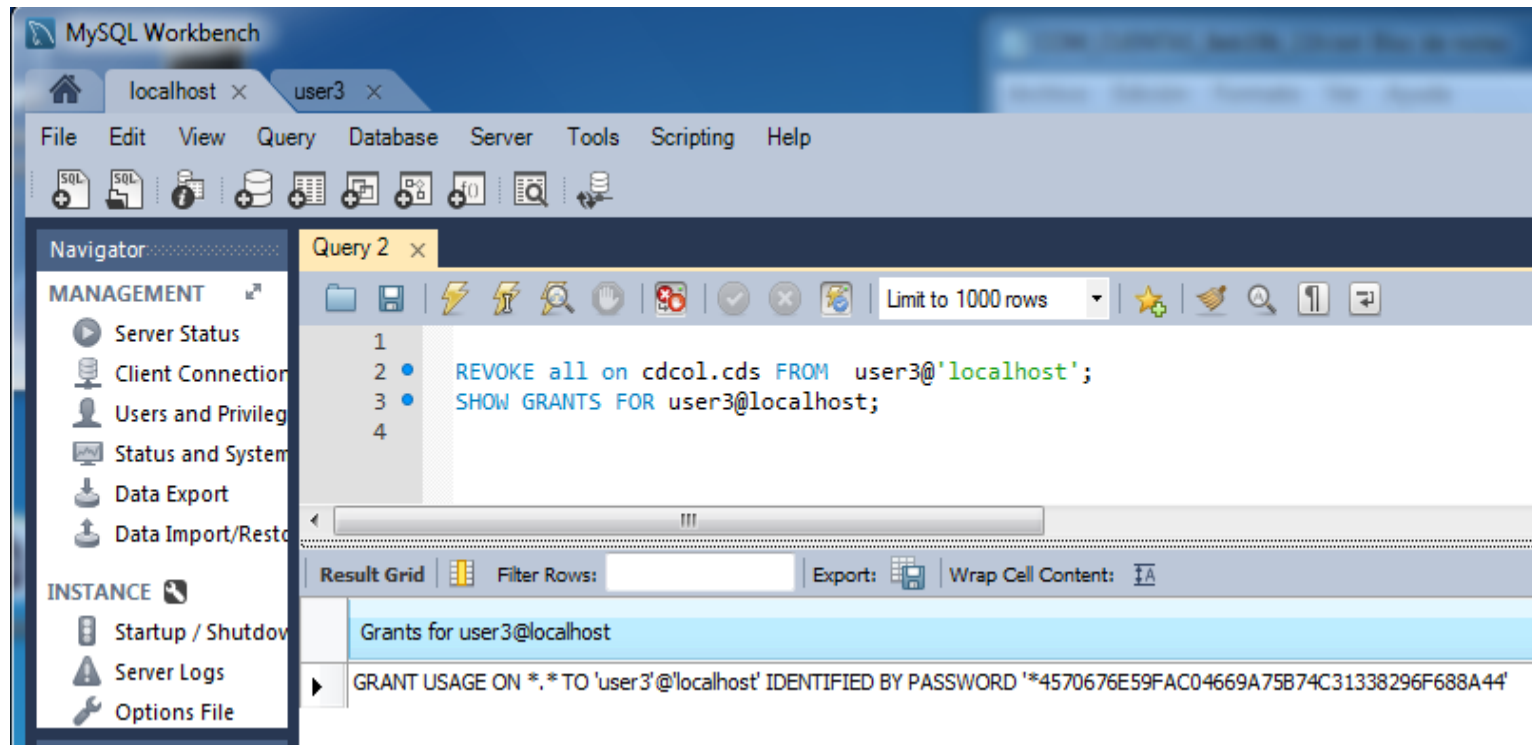 MySQL Workbench
localhost
user3
File Edit View Query Database Server Tools Scripting Help
SQL SQL
Navigator
Query 2
MANAGEMENT
Limit to 1000 rows
Server Status
Client Connection
Users and Privileg
Status and System
Data Export
Data Import/Resto
INSTANCE
Startup / Shutdow
Server Logs
Options File
1
2 REVOKE all on cdcol.cds FROM user3@'localhost';
3 SHOW GRANTS FOR user3@localhost;
4
Result Grid Filter Rows: Export: Wrap Cell Content:
Grants for user3@localhost
GRANT USAGE ON *.* TO 'user3'@'localhost' IDENTIFIED BY PASSWORD '*4570676E59FAC04669A75B74C31338296F688A44'